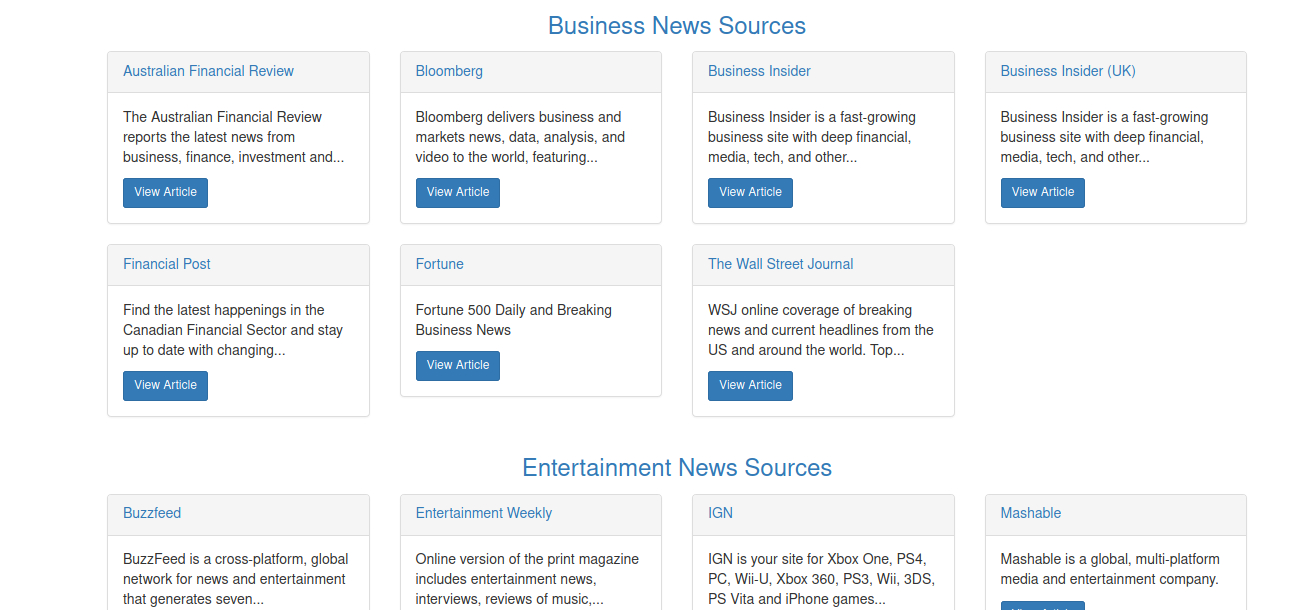 Business News Sources
Australian Financial Review
The Australian Financial Review
reports the latest news from
business, finance, investment and...
View Article
Bloomberg
Bloomberg delivers business and
markets news, data, analysis, and
video to the world, featuring...
View Article
Business Insider
Business Insider is a fast-growing
business site with deep financial,
media, tech, and other...
View Article
Business Insider (UK)
Business Insider is a fast-growing
business site with deep financial,
media, tech, and other...
View Article
Financial Post
Find the latest happenings in the
Canadian Financial Sector and stay
up to date with changing...
View Article
Fortune
Fortune 500 Daily and Breaking
Business News
View Article
The Wall Street Journal
WSJ online coverage of breaking
news and current headlines from the
US and around the world. Top...
View Article
Entertainment News Sources
Buzzfeed
BuzzFeed is a cross-platform, global
network for news and entertainment
that generates seven...
Entertainment Weekly
Online version of the print magazine
includes entertainment news,
interviews, reviews of music,...
IGN
IGN is your site for Xbox One, PS4,
PC, Wii-U, Xbox 360, PS3, Wii, 3DS,
PS Vita and iPhone games...
Mashable
Mashable is a global, multi-platform
media and entertainment company.